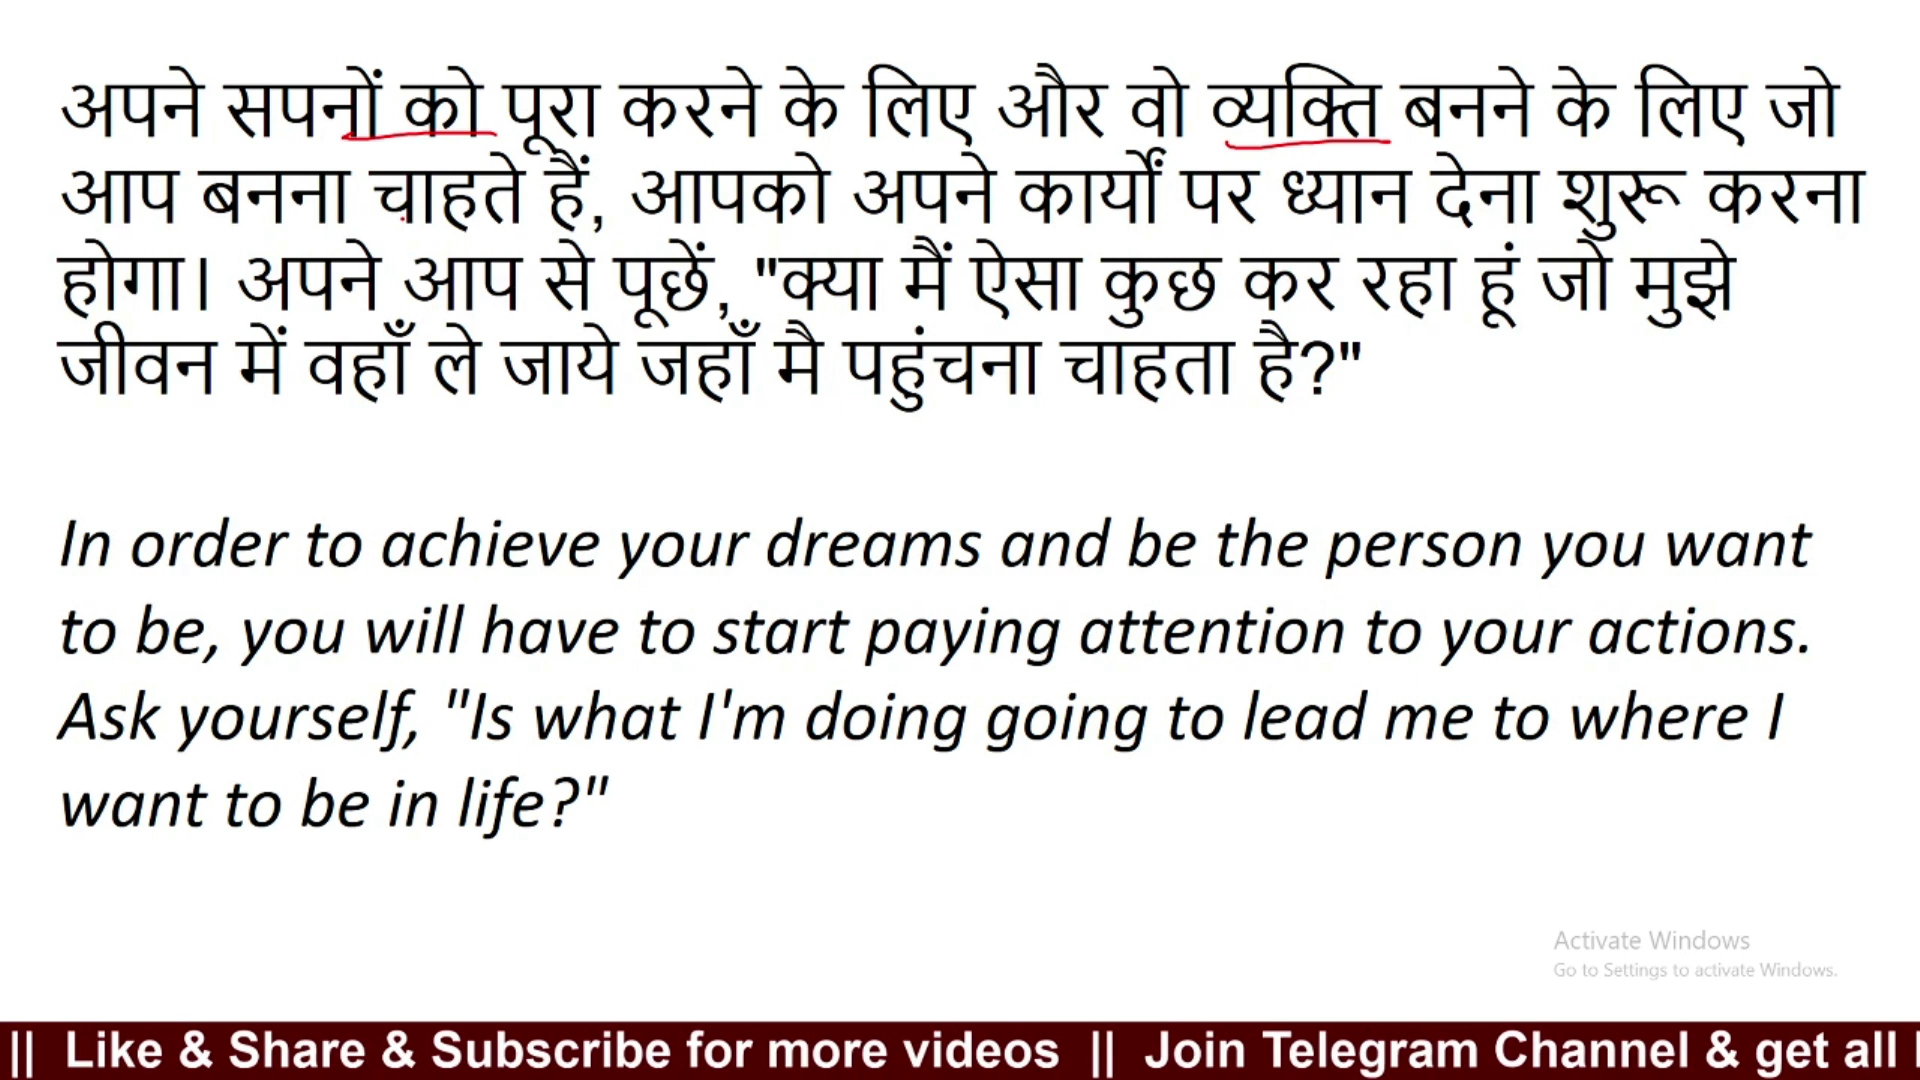 अपने सपनों को पूरा करने के लिए और वो व्यक्ति बनने के लिए जो
आप बनना चाहते हैं, आपको अपने कार्यों पर ध्यान देना शुरू करना
होगा। अपने आप से पूछें, "क्या मैं ऐसा कुछ कर रहा हूं जो मुझे
जीवन में वहाँ ले जाये जहाँ मै पहुंचना चाहता है?"
In order to achieve your dreams and be the person you want
to be, you will have to start paying attention to your actions.
Ask yourself, "Is what I'm doing going to lead me to where I
want to be in life?"
Activate Windows
Go to Settings to activate Windows.
|| Like & Share & Subscribe for more videos || Join Telegram Channel & get all